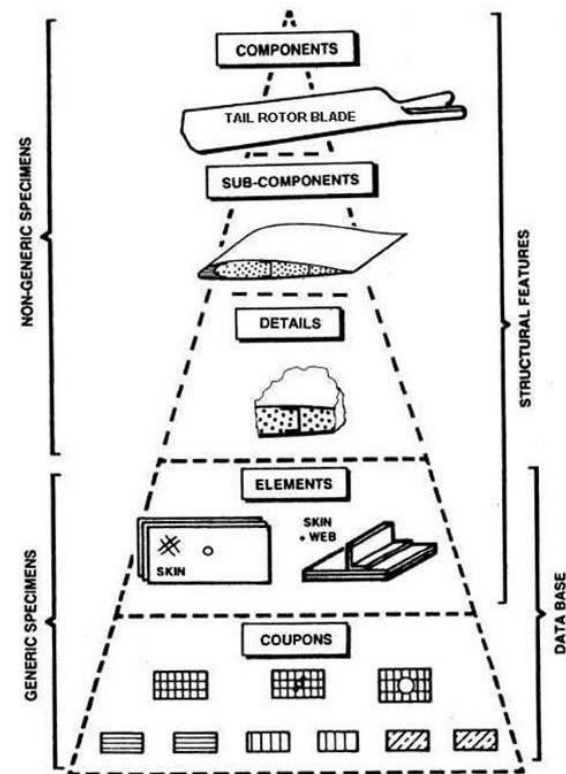 COMPONENTS
TAIL ROTOR BLADE
SUB-COMPONENTS
DETAILS
ELEMENTS
SKIN
SKIN
+ WEB
COUPONS
NON-GENERIC SPECIMENS
GENERIC SPECIMENS
STRUCTURAL FEATURES
DATA BASE